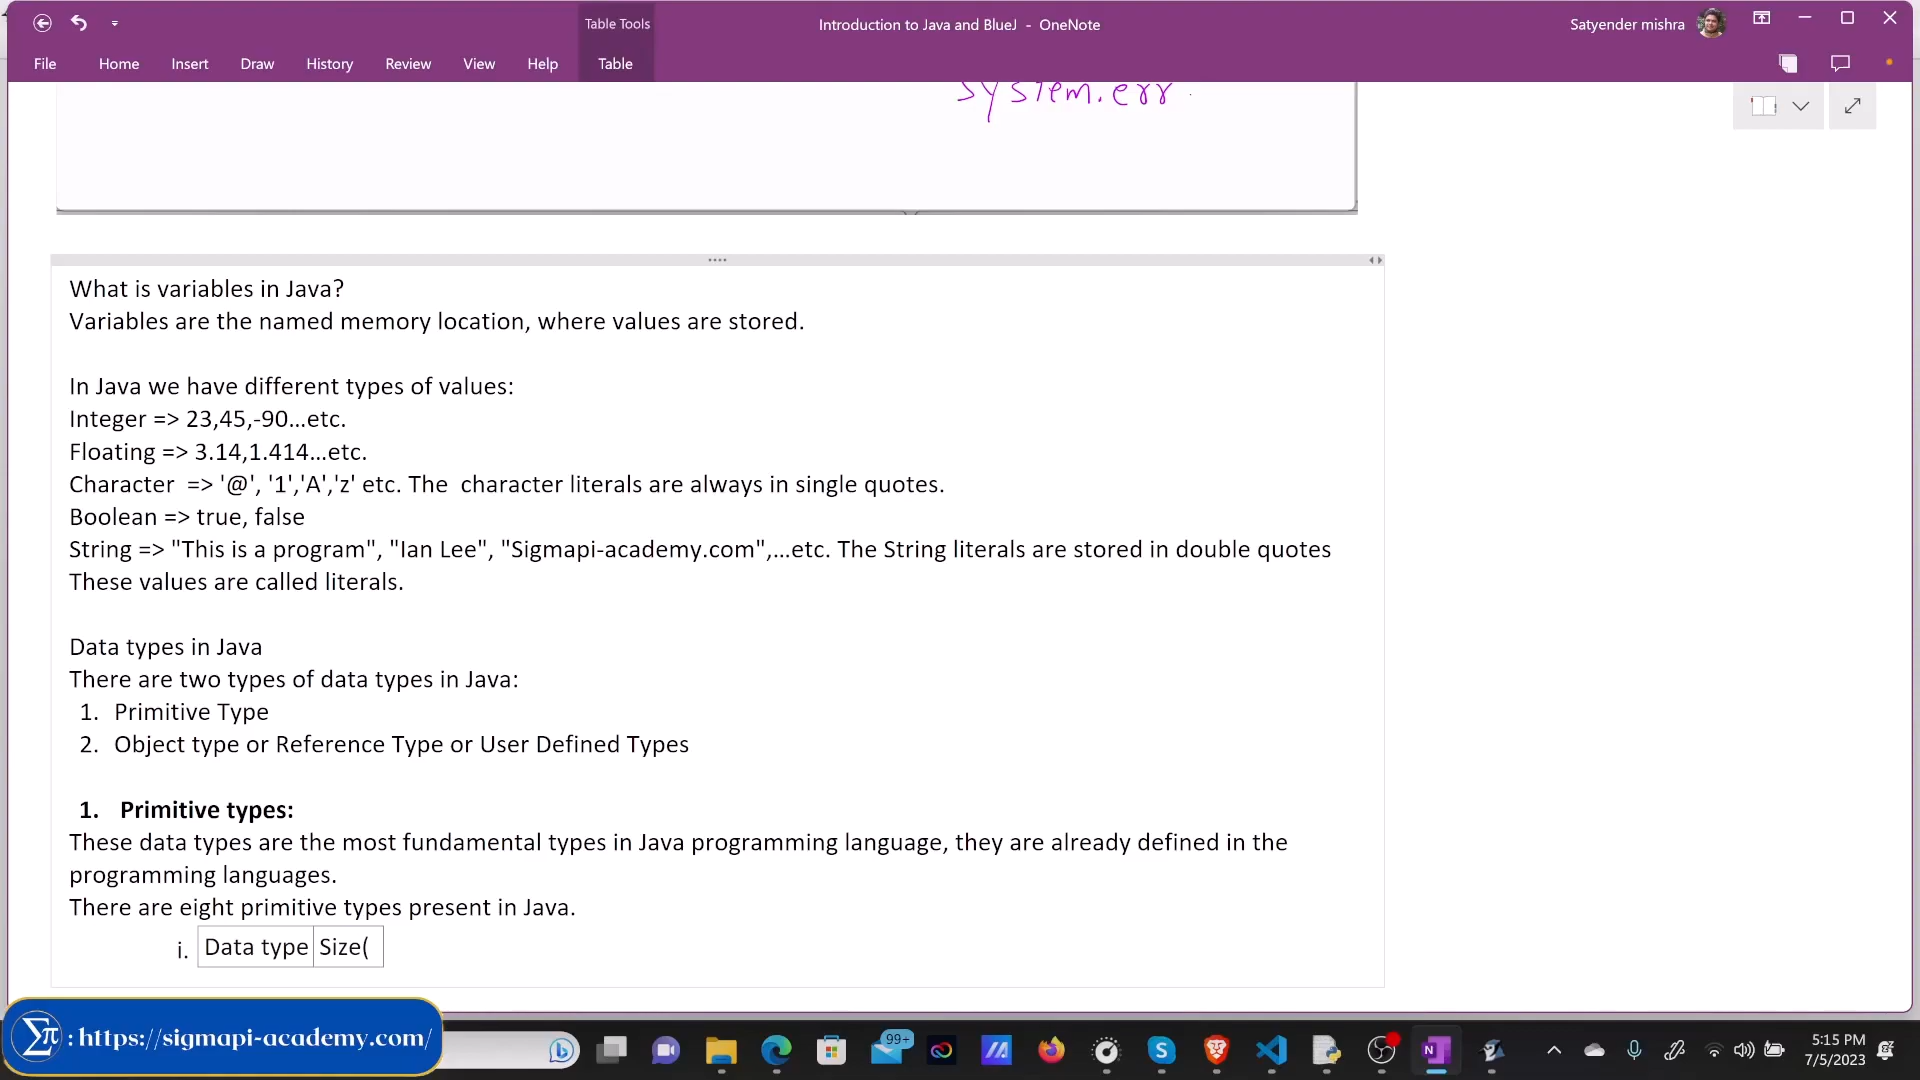 Table Tools
Introduction to Java and BlueJ - OneNote
Satyender mishra
File Home Insert Draw History Review View Help Table
System.err
What is variables in Java?
Variables are the named memory location, where values are stored.
In Java we have different types of values:
Integer => 23,45,-90...etc.
Floating => 3.14,1.414...etc.
Character  => '@', '1','A','z' etc. The  character literals are always in single quotes.
Boolean => true, false
String => "This is a program", "Ian Lee", "Sigmapi-academy.com",...etc. The String literals are stored in double quotes
These values are called literals.
Data types in Java
There are two types of data types in Java:
1. Primitive Type
2. Object type or Reference Type or User Defined Types
1. Primitive types:
These data types are the most fundamental types in Java programming language, they are already defined in the
programming languages.
There are eight primitive types present in Java.
i. Data type Size(
Σπ : https://sigmapi-academy.com/
99+
N
5:15 PM
7/5/2023